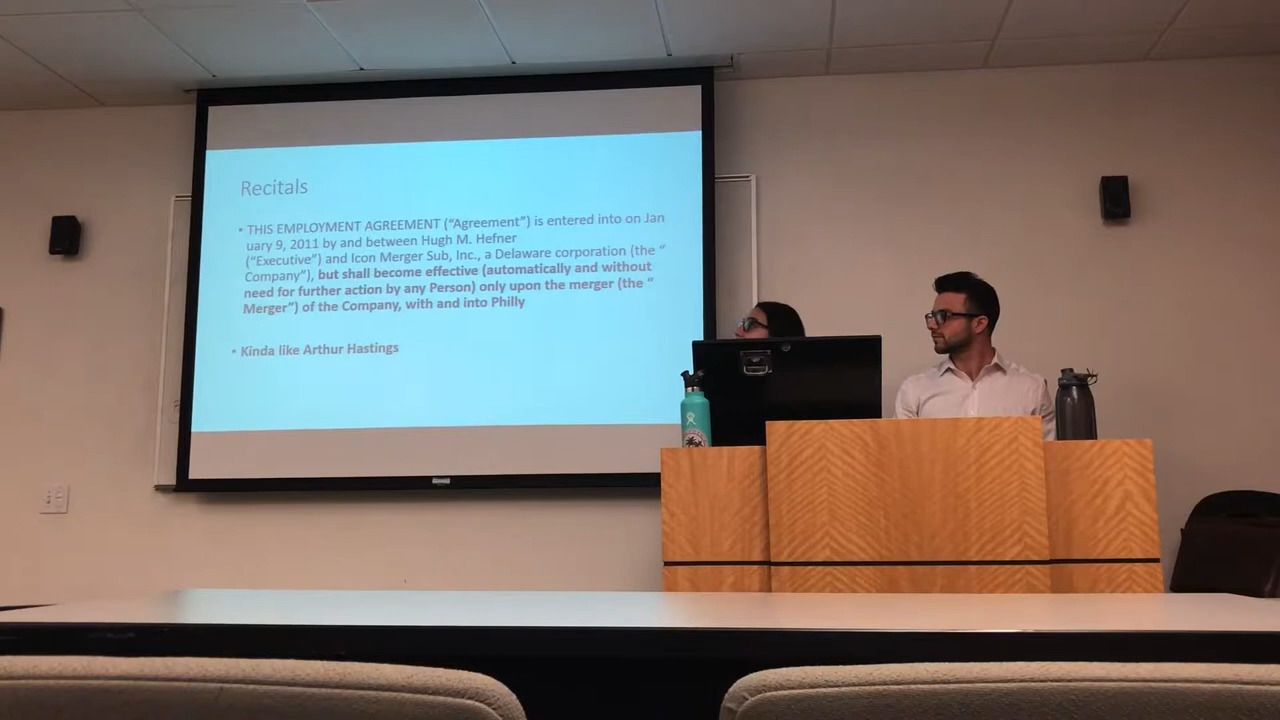 Recitals
• THIS EMPLOYMENT AGREEMENT (“Agreement”) is entered into on Jan
uary 9, 2011 by and between Hugh M. Hefner
(“Executive”) and Icon Merger Sub, Inc., a Delaware corporation (the “
Company”), but shall become effective (automatically and without
need for further action by any Person) only upon the merger (the “
Merger”) of the Company, with and into Philly
• Kinda like Arthur Hastings